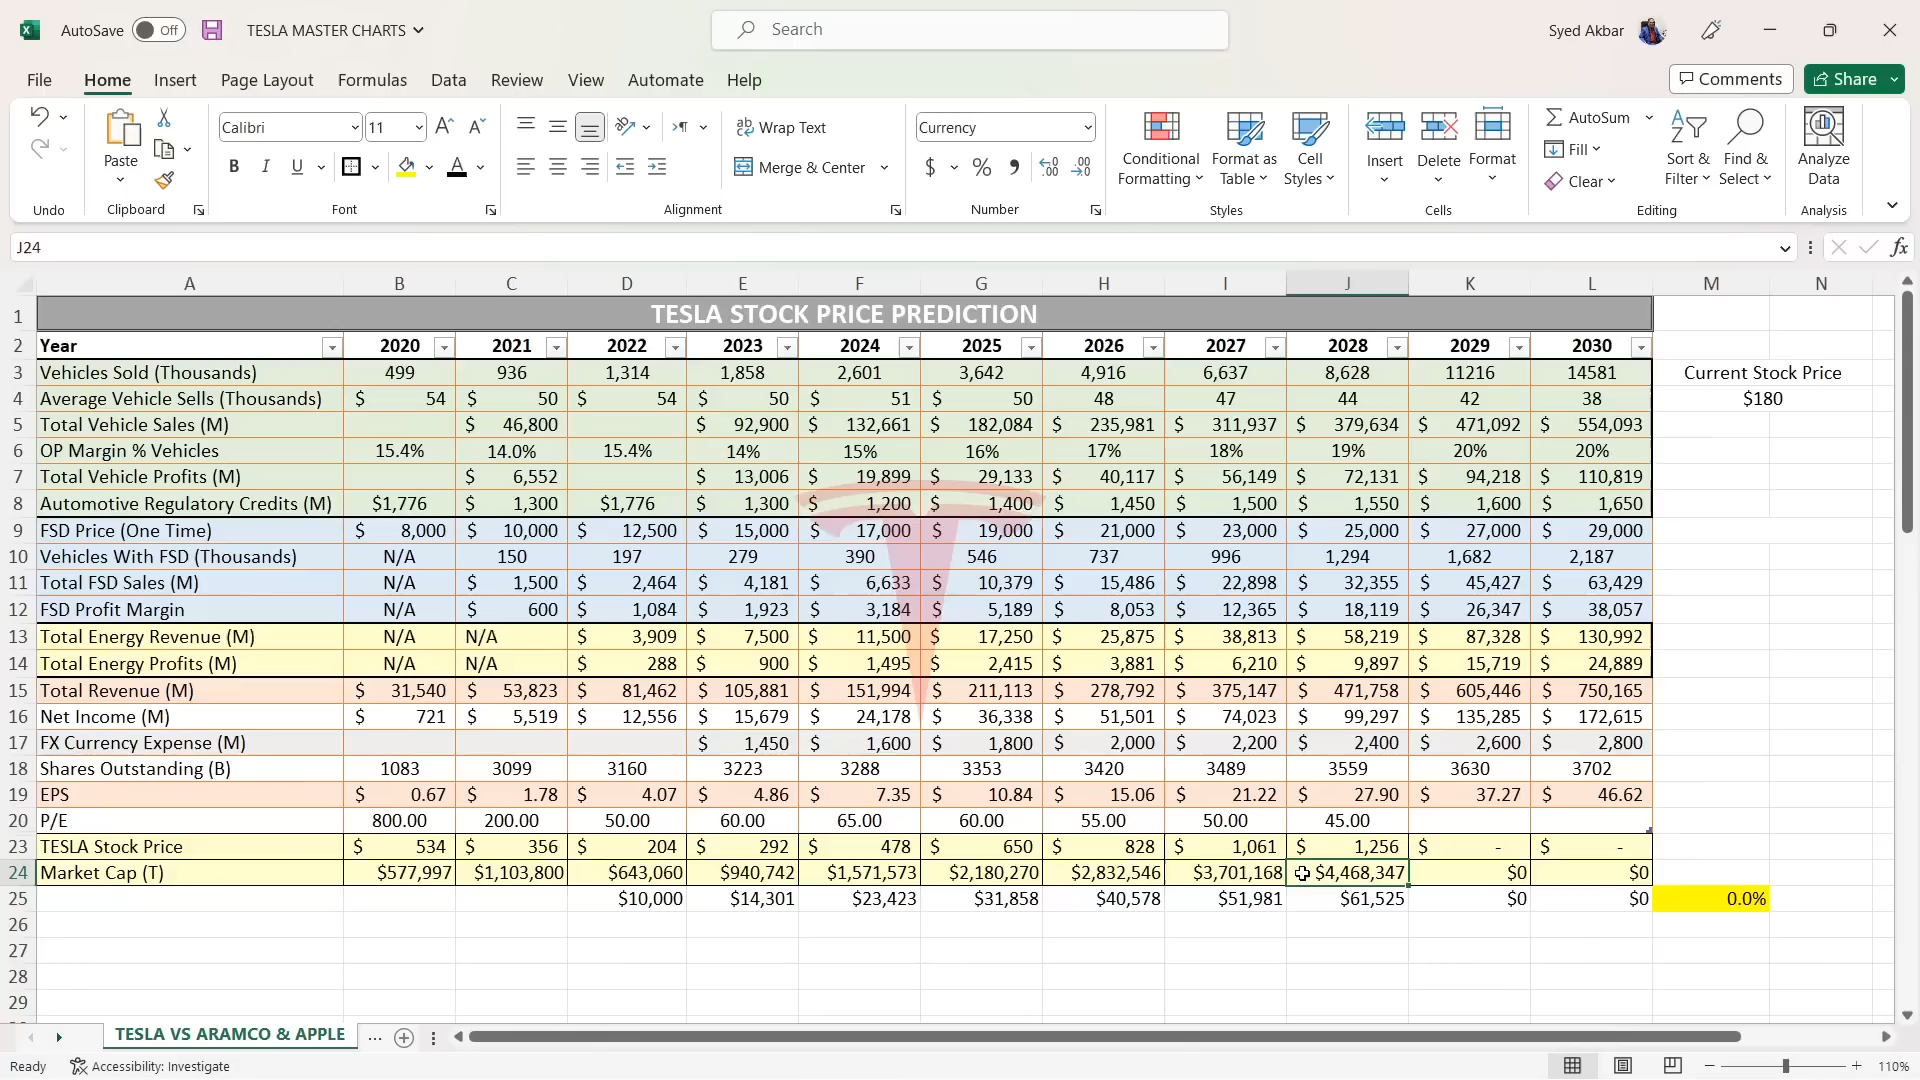 AutoSave Off TESLA MASTER CHARTS Search Syed Akbar
File Home Insert Page Layout Formulas Data Review View Automate Help Comments Share
Paste Calibri 11 Wrap Text Merge & Center Currency Conditional Formatting Format as Table Cell Styles Insert Delete Format AutoSum Fill Clear Sort & Filter Find & Select Analyze Data
Undo Clipboard Font Alignment Number Styles Cells Editing Analysis
J24 fx
A B C D E F G H I J K L M N
1 TESLA STOCK PRICE PREDICTION
2 Year 2020 2021 2022 2023 2024 2025 2026 2027 2028 2029 2030
3 Vehicles Sold (Thousands) 499 936 1,314 1,858 2,601 3,642 4,916 6,637 8,628 11216 14581 Current Stock Price
4 Average Vehicle Sells (Thousands) $ 54 $ 50 $ 54 $ 50 $ 51 $ 50 48 47 44 42 38 $180
5 Total Vehicle Sales (M) $ 46,800 $ 92,900 $ 132,661 $ 182,084 $ 235,981 $ 311,937 $ 379,634 $ 471,092 $ 554,093
6 OP Margin % Vehicles 15.4% 14.0% 15.4% 14% 15% 16% 17% 18% 19% 20% 20%
7 Total Vehicle Profits (M) $ 6,552 $ 13,006 $ 19,899 $ 29,133 $ 40,117 $ 56,149 $ 72,131 $ 94,218 $ 110,819
8 Automotive Regulatory Credits (M) $1,776 $ 1,300 $1,776 $ 1,300 $ 1,200 $ 1,400 $ 1,450 $ 1,500 $ 1,550 $ 1,600 $ 1,650
9 FSD Price (One Time) $ 8,000 $ 10,000 $ 12,500 $ 15,000 $ 17,000 $ 19,000 $ 21,000 $ 23,000 $ 25,000 $ 27,000 $ 29,000
10 Vehicles With FSD (Thousands) N/A 150 197 279 390 546 737 996 1,294 1,682 2,187
11 Total FSD Sales (M) N/A $ 1,500 $ 2,464 $ 4,181 $ 6,633 $ 10,379 $ 15,486 $ 22,898 $ 32,355 $ 45,427 $ 63,429
12 FSD Profit Margin N/A $ 600 $ 1,084 $ 1,923 $ 3,184 $ 5,189 $ 8,053 $ 12,365 $ 18,119 $ 26,347 $ 38,057
13 Total Energy Revenue (M) N/A N/A $ 3,909 $ 7,500 $ 11,500 $ 17,250 $ 25,875 $ 38,813 $ 58,219 $ 87,328 $ 130,992
14 Total Energy Profits (M) N/A N/A $ 288 $ 900 $ 1,495 $ 2,415 $ 3,881 $ 6,210 $ 9,897 $ 15,719 $ 24,889
15 Total Revenue (M) $ 31,540 $ 53,823 $ 81,462 $ 105,881 $ 151,994 $ 211,113 $ 278,792 $ 375,147 $ 471,758 $ 605,446 $ 750,165
16 Net Income (M) $ 721 $ 5,519 $ 12,556 $ 15,679 $ 24,178 $ 36,338 $ 51,501 $ 74,023 $ 99,297 $ 135,285 $ 172,615
17 FX Currency Expense (M) $ 1,450 $ 1,600 $ 1,800 $ 2,000 $ 2,200 $ 2,400 $ 2,600 $ 2,800
18 Shares Outstanding (B) 1083 3099 3160 3223 3288 3353 3420 3489 3559 3630 3702
19 EPS $ 0.67 $ 1.78 $ 4.07 $ 4.86 $ 7.35 $ 10.84 $ 15.06 $ 21.22 $ 27.90 $ 37.27 $ 46.62
20 P/E 800.00 200.00 50.00 60.00 65.00 60.00 55.00 50.00 45.00
23 TESLA Stock Price $ 534 $ 356 $ 204 $ 292 $ 478 $ 650 $ 828 $ 1,061 $ 1,256 $ - $ -
24 Market Cap (T) $577,997 $1,103,800 $643,060 $940,742 $1,571,573 $2,180,270 $2,832,546 $3,701,168 $4,468,347 $0 $0
25 $10,000 $14,301 $23,423 $31,858 $40,578 $51,981 $61,525 $0 $0 0.0%
26
27
28
29
TESLA VS ARAMCO & APPLE ...
Ready Accessibility: Investigate 110%